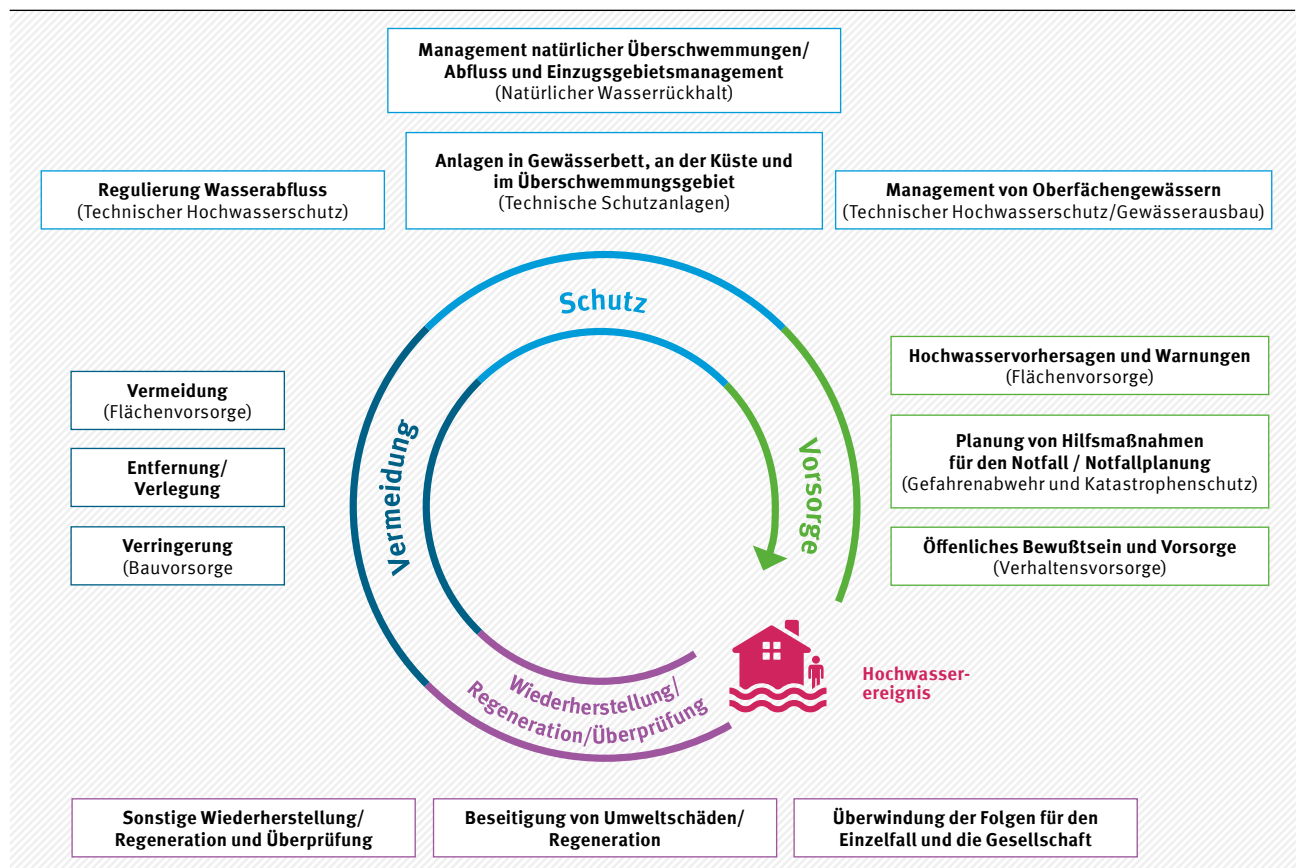 Management natürlicher Überschwemmungen/
Abfluss und Einzugsgebietsmanagement
(Natürlicher Wasserrückhalt)
Regulierung Wasserabfluss
(Technischer Hochwasserschutz)
Anlagen in Gewässerbett, an der Küste und
im Überschwemmungsgebiet
(Technische Schutzanlagen)
Management von Oberfächengewässern
(Technischer Hochwasserschutz/Gewässerausbau)
Schutz
Vermeidung
(Flächenvorsorge)
Entfernung/
Verlegung
Verringerung
(Bauvorsorge
Vermeidung
Vorsorge
Hochwasservorhersagen und Warnungen
(Flächenvorsorge)
Planung von Hilfsmaßnahmen
für den Notfall / Notfallplanung
(Gefahrenabwehr und Katastrophenschutz)
Öffenliches Bewußtsein und Vorsorge
(Verhaltensvorsorge)
Wiederherstellung/
Regeneration/Überprüfung
Hochwasser-
ereignis
Sonstige Wiederherstellung/
Regeneration und Überprüfung
Beseitigung von Umweltschäden/
Regeneration
Überwindung der Folgen für den
Einzelfall und die Gesellschaft